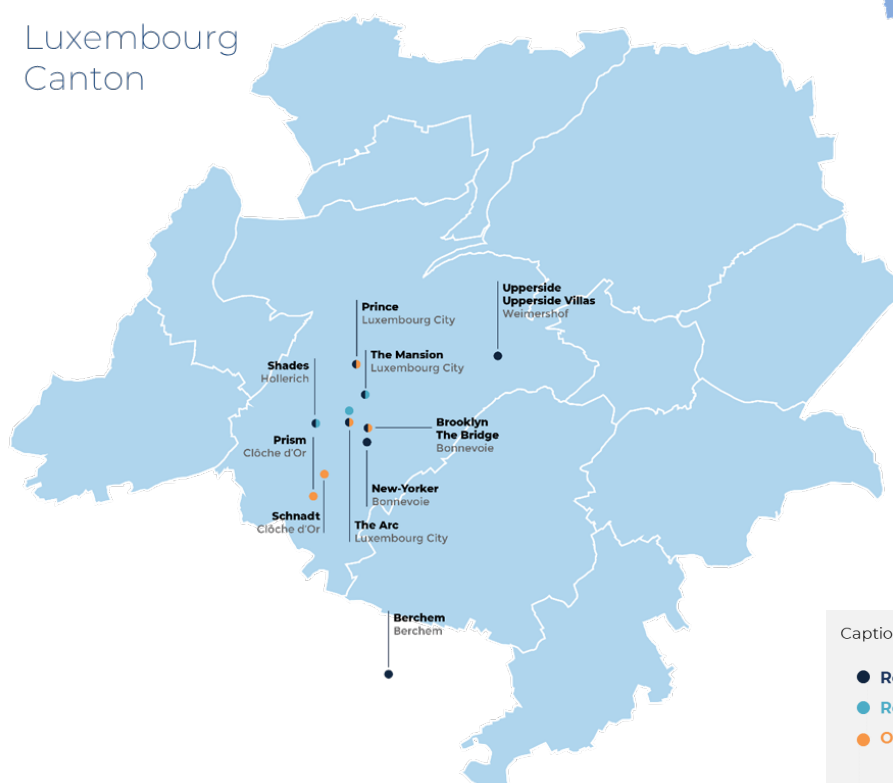 Luxembourg
Canton
Prince
Luxembourg City
Upperside
Upperside Villas
Weimershof
The Mansion
Luxembourg City
Shades
Hollerich
Brooklyn
The Bridge
Bonnevoie
Prism
Clôche d'Or
New-Yorker
Bonnevoie
Schnadt
Clôche d'Or
The Arc
Luxembourg City
Berchem
Berchem
Captio
R
O